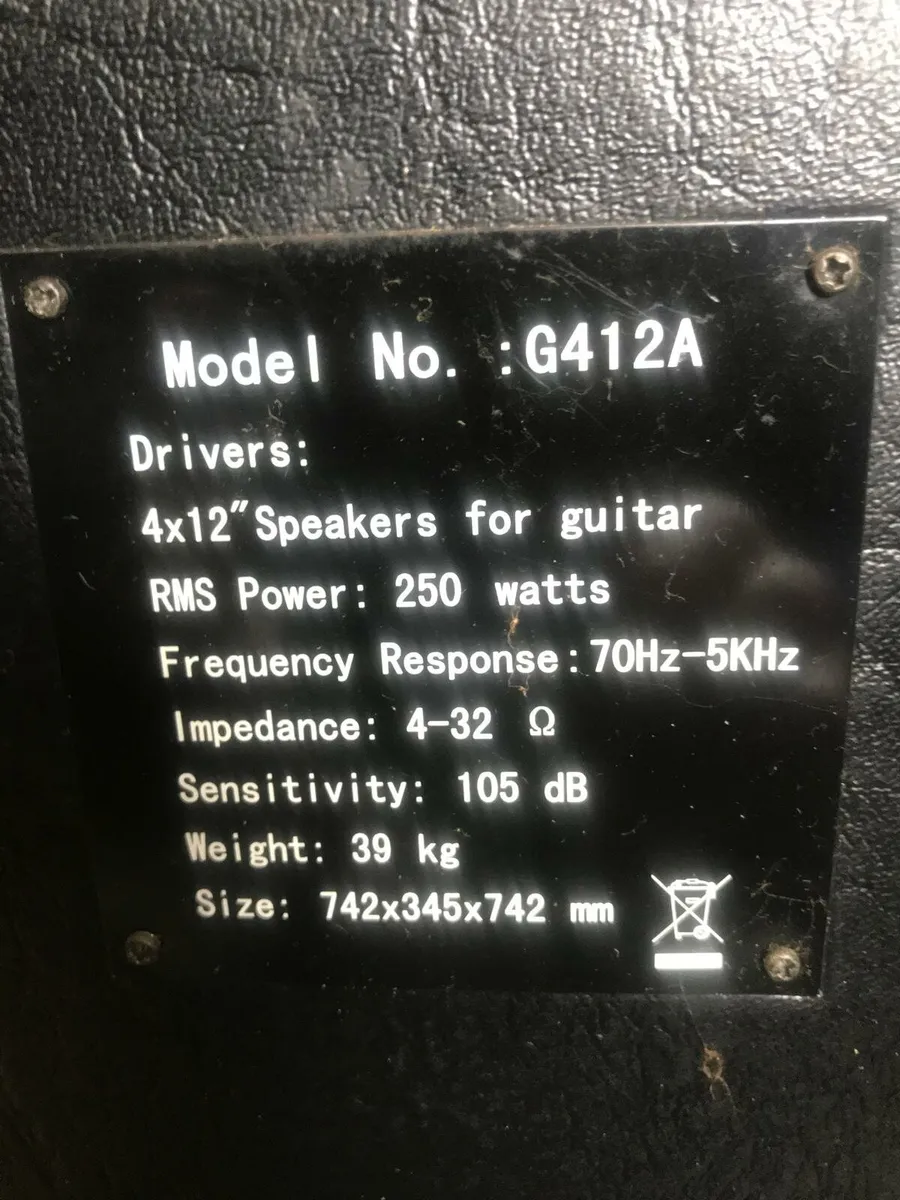 Model No. :G412A
Drivers:
4x12"Speakers for guitar
RMS Power: 250 watts
Frequency Response:70Hz-5KHz
Impedance: 4-32 Ω
Sensitivity: 105 dB
Weight: 39 kg
Size: 742x345x742 mm